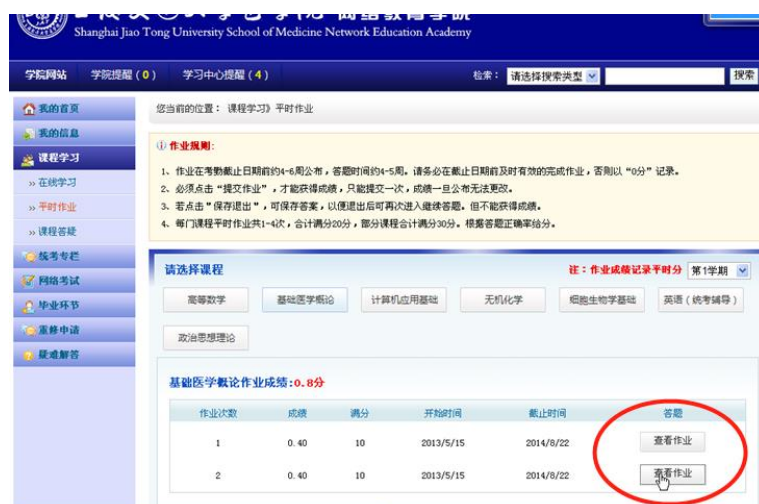 Shanghai Jiao Tong University School of Medicine Network Education Academy
学院网站 学院提醒(0) 学习中心提醒(4) 检索: 请选择搜索类型 搜索
我的首页
我的信息
课程学习
»在线学习
»平时作业
»课程答疑
统考专栏
网络考试
毕业环节
重修申请
疑难解答
您当前的位置: 课程学习》平时作业
作业规则:
1、作业在考勤截止日期前约4-6周公布,答题时间约4-5周。请务必在截止日期前及时有效的完成作业,否则以“0分”记录。
2、必须点击“提交作业”,才能获得成绩,只能提交一次,成绩一旦公布无法更改。
3、若点击“保存退出”,可保存答案,以便退出后可再次进入继续答题。但不能获得成绩。
4、每门课程平时作业共1-4次,合计满分20分,部分课程合计满分30分。根据答题正确率给分。
请选择课程 注:作业成绩记录平时分 第1学期
高等数学 基础医学概论 计算机应用基础 无机化学 细胞生物学基础 英语(统考辅导)
政治思想理论
基础医学概论作业成绩:0.8分
作业次数 成绩 满分 开始时间 截止时间 答题
1 0.40 10 2013/5/15 2014/8/22 查看作业
2 0.40 10 2013/5/15 2014/8/22 查看作业